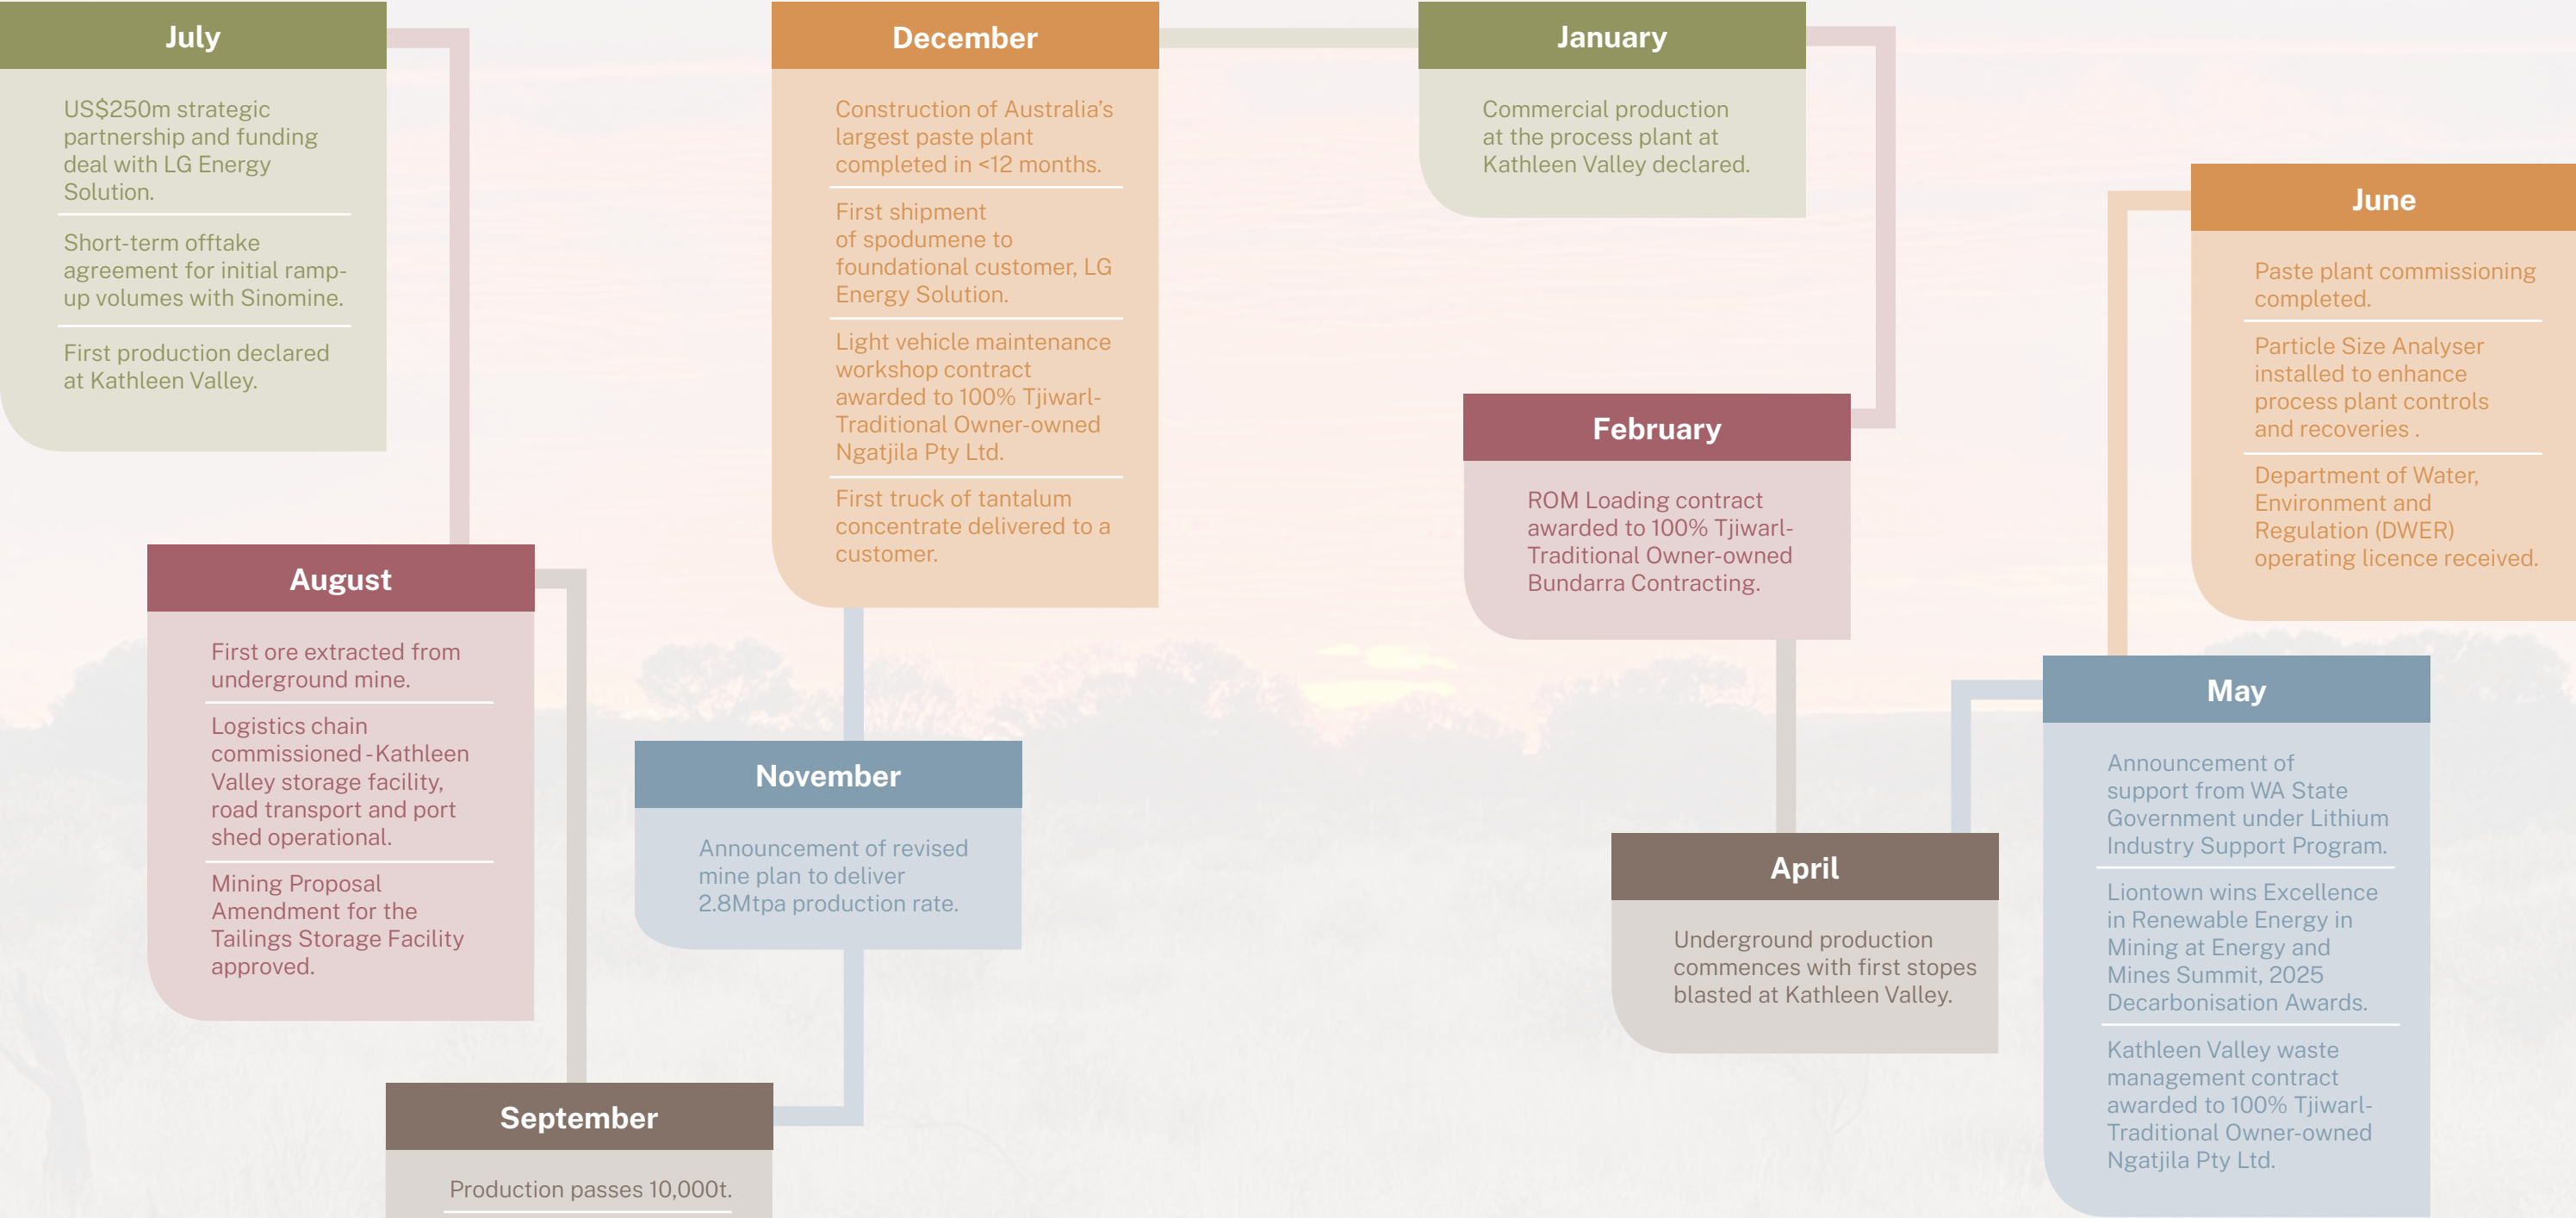 July
US$250m strategic
partnership and funding
deal with LG Energy
Solution.
Short-term offtake
agreement for initial ramp-
up volumes with Sinomine.
First production declared
at Kathleen Valley.
August
First ore extracted from
underground mine.
Logistics chain
commissioned - Kathleen
Valley storage facility,
road transport and port
shed operational.
Mining Proposal
Amendment for the
Tailings Storage Facility
approved.
September
Production passes 10,000t.
November
Announcement of revised
mine plan to deliver
2.8Mtpa production rate.
December
Construction of Australia’s
largest paste plant
completed in <12 months.
First shipment
of spodumene to
foundational customer, LG
Energy Solution.
Light vehicle maintenance
workshop contract
awarded to 100% Tjiwarl-
Traditional Owner-owned
Ngatjila Pty Ltd.
First truck of tantalum
concentrate delivered to a
customer.
January
Commercial production
at the process plant at
Kathleen Valley declared.
February
ROM Loading contract
awarded to 100% Tjiwarl-
Traditional Owner-owned
Bundarra Contracting.
April
Underground production
commences with first stopes
blasted at Kathleen Valley.
May
Announcement of
support from WA State
Government under Lithium
Industry Support Program.
Liontown wins Excellence
in Renewable Energy in
Mining at Energy and
Mines Summit, 2025
Decarbonisation Awards.
Kathleen Valley waste
management contract
awarded to 100% Tjiwarl-
Traditional Owner-owned
Ngatjila Pty Ltd.
June
Paste plant commissioning
completed.
Particle Size Analyser
installed to enhance
process plant controls
and recoveries .
Department of Water,
Environment and
Regulation (DWER)
operating licence received.